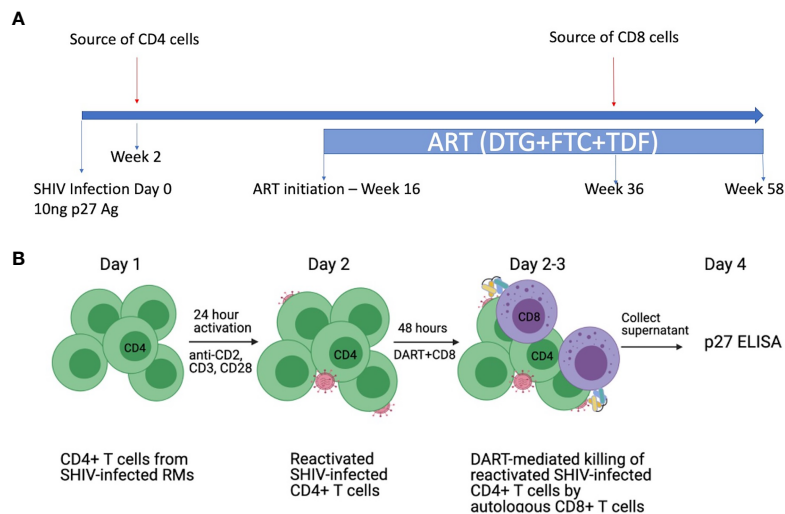 A
Source of CD4 cells
Source of CD8 cells
ART (DTG+FTC+TDF)
Week 2
SHIV Infection Day 0
10ng p27 Ag
ART initiation – Week 16
Week 36
Week 58
B
Day 1
Day 2
Day 2-3
Day 4
24 hour
activation
anti-CD2,
CD3, CD28
48 hours
DART+CD8
Collect
supernatant
p27 ELISA
CD4
CD4
CD8
CD4
CD4+ T cells from
SHIV-infected RMs
Reactivated
SHIV-infected
CD4+ T cells
DART-mediated killing of
reactivated SHIV-infected
CD4+ T cells by
autologous CD8+ T cells